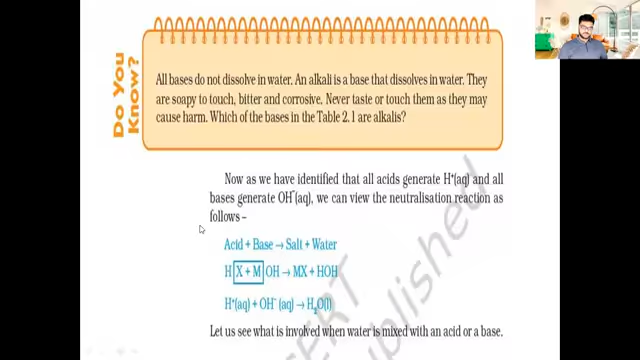 Do You
Know?
All bases do not dissolve in water. An alkali is a base that dissolves in water. They
are soapy to touch, bitter and corrosive. Never taste or touch them as they may
cause harm. Which of the bases in the Table 2.1 are alkalis?
Now as we have identified that all acids generate H⁺(aq) and all
bases generate OH⁻(aq), we can view the neutralisation reaction as
follows –
Acid + Base → Salt + Water
H X + M OH → MX + HOH
H⁺(aq) + OH⁻ (aq) → H₂O(l)
Let us see what is involved when water is mixed with an acid or a base.